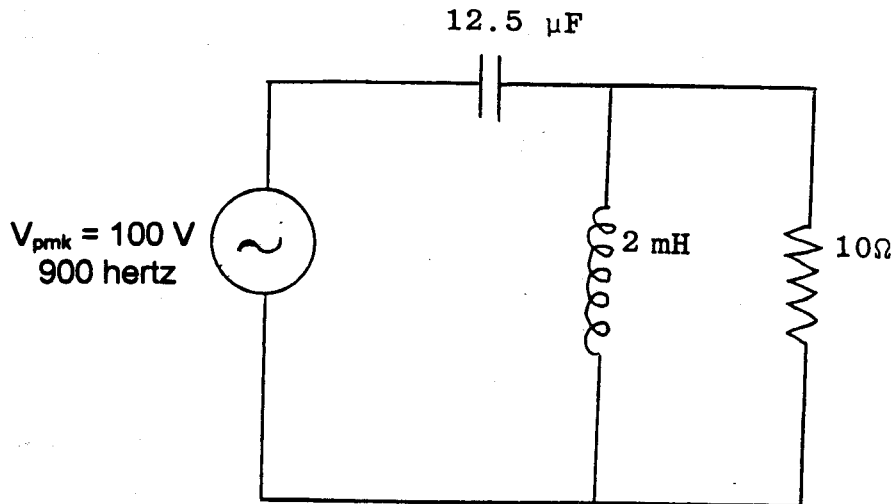 12.5 µF
V_pmk = 100 V
900 hertz
2 mH
10Ω